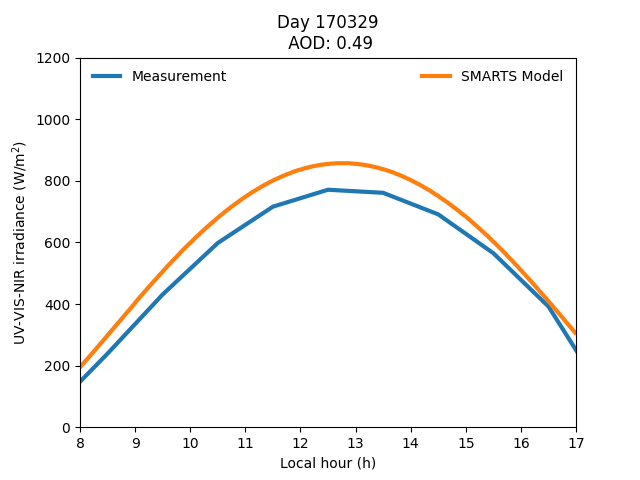 Day 170329
AOD: 0.49
Measurement
SMARTS Model
UV-VIS-NIR irradiance (W/m²)
1200
1000
800
600
400
200
0
8 9 10 11 12 13 14 15 16 17
Local hour (h)